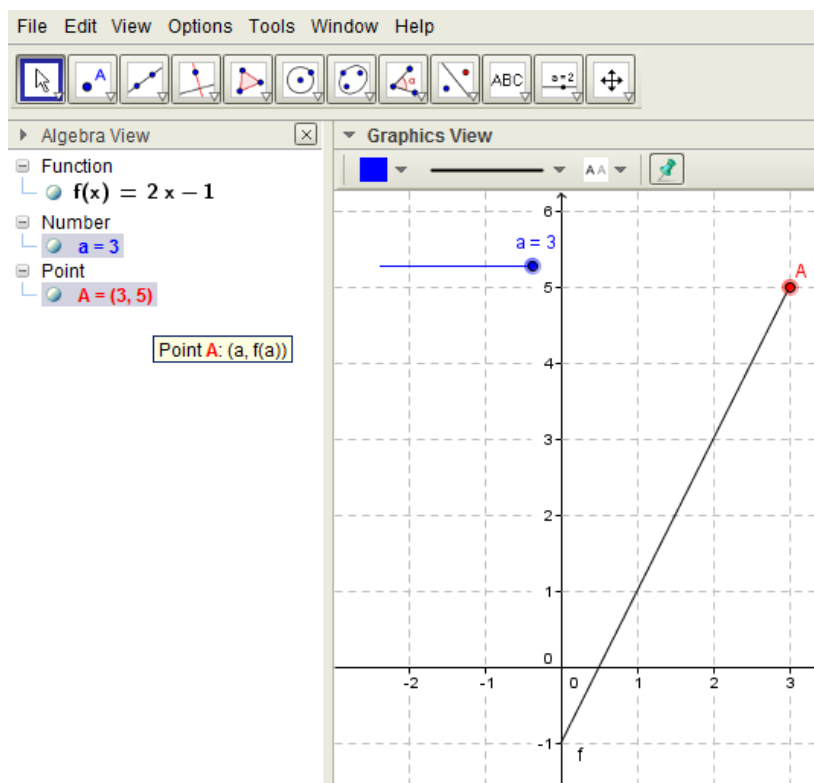 File Edit View Options Tools Window Help
A α ABC a=2
Algebra View Graphics View
Function
f(x) = 2 x − 1
Number
a = 3
Point
A = (3, 5)
Point A: (a, f(a))
A A
6
a = 3
5
A
4
3
2
1
0
-2 -1 0 1 2 3
-1
f